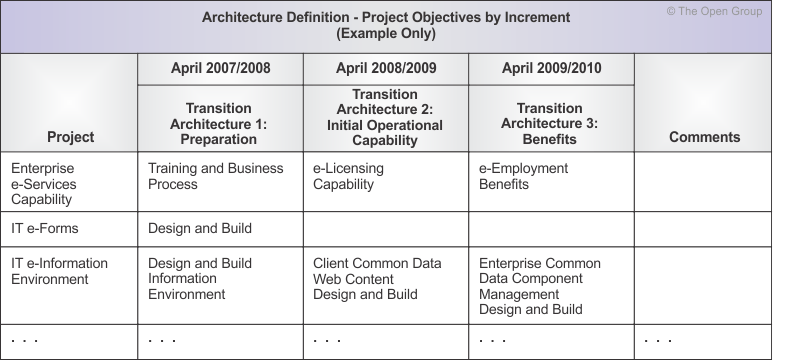 Architecture Definition - Project Objectives by Increment
© The Open Group
(Example Only)
April 2007/2008
April 2008/2009
April 2009/2010
Project
Transition
Architecture 1:
Preparation
Transition
Architecture 2:
Initial Operational
Capability
Transition
Architecture 3:
Benefits
Comments
Enterprise
e-Services
Capability
Training and Business
Process
e-Licensing
Capability
e-Employment
Benefits
IT e-Forms
Design and Build
IT e-Information
Environment
Design and Build
Information
Environment
Client Common Data
Web Content
Design and Build
Enterprise Common
Data Component
Management
Design and Build
. . .
. . .
. . .
. . .
. . .